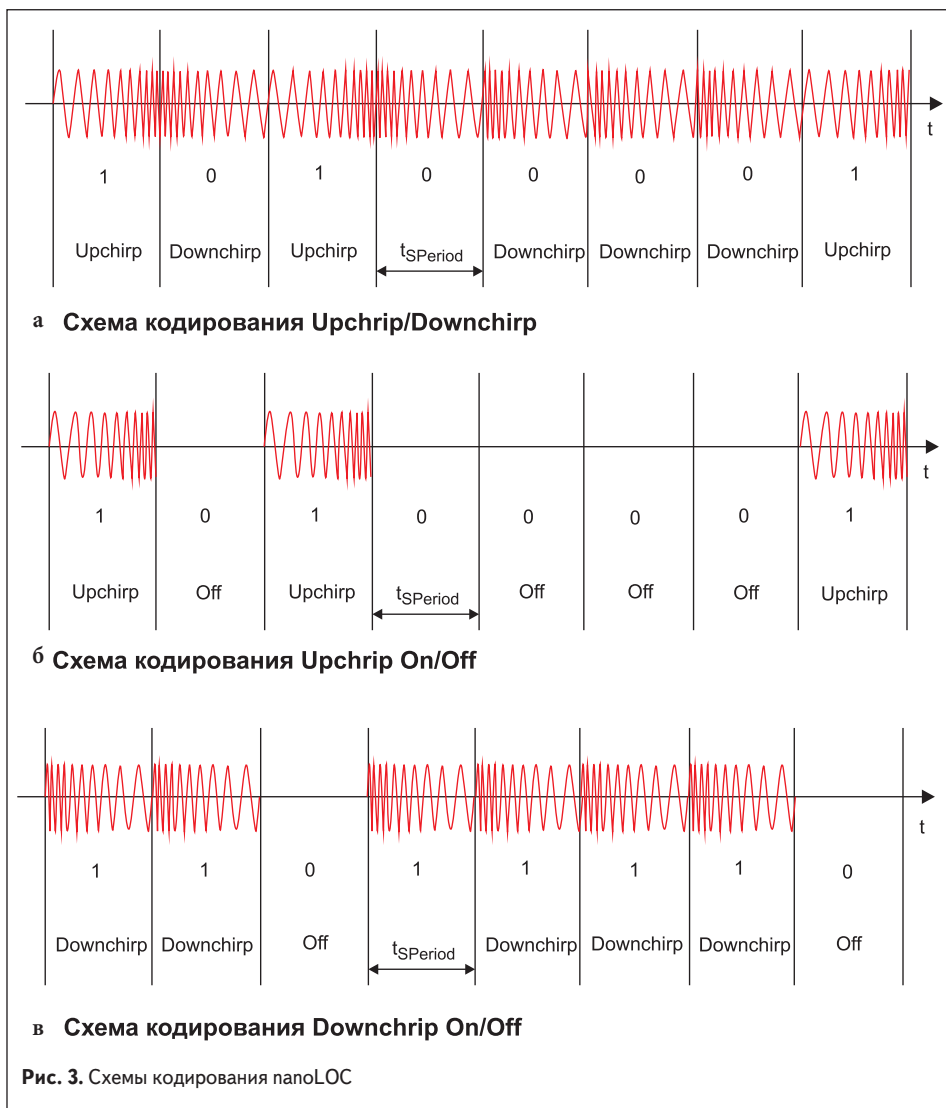 t
1 0 1 0 0 0 0 1
Upchirp Downchirp Upchirp tSPeriod Downchirp Downchirp Downchirp Upchirp
а Схема кодирования Upchrip/Downchirp
t
1 0 1 0 0 0 0 1
Upchirp Off Upchirp tSPeriod Off Off Off Upchirp
б Схема кодирования Upchrip On/Off
t
1 1 0 1 1 1 1 0
Downchirp Downchirp Off tSPeriod Downchirp Downchirp Downchirp Off
в Схема кодирования Downchrip On/Off
Рис. 3. Схемы кодирования nanoLOC